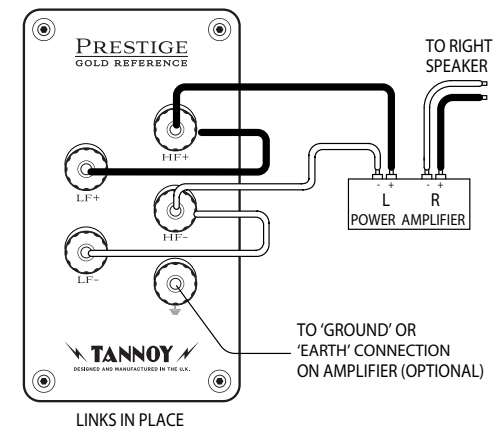 PRESTIGE
GOLD REFERENCE
HF+
LF+
HF-
LF-
TANNOY
DESIGNED AND MANUFACTURED IN THE U.K.
LINKS IN PLACE
TO RIGHT
SPEAKER
- + - +
L R
POWER AMPLIFIER
TO ‘GROUND’ OR
‘EARTH’ CONNECTION
ON AMPLIFIER (OPTIONAL)